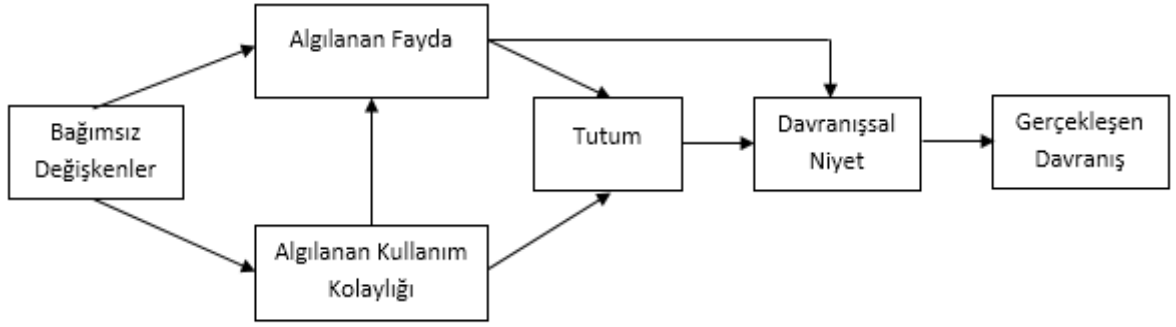 Algılanan Fayda
Bağımsız
Değişkenler
Tutum
Davranışsal
Niyet
Gerçekleşen
Davranış
Algılanan Kullanım
Kolaylığı